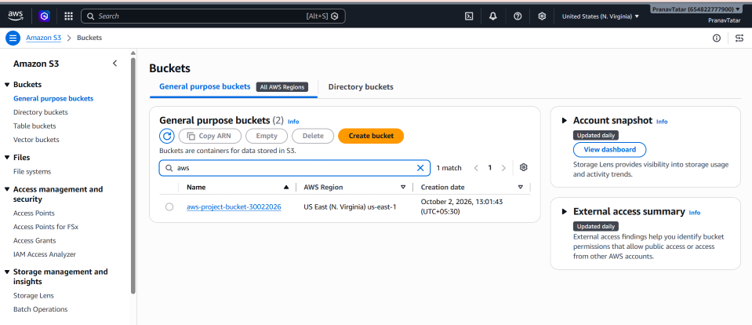 aws
Search
[Alt+S]
United States (N. Virginia) ▼
PranavTatar (654822777900) ▼
PranavTatar
Amazon S3 > Buckets
Amazon S3
Buckets
General purpose buckets
Directory buckets
Table buckets
Vector buckets
Files
File systems
Access management and
security
Access Points
Access Points for FSx
Access Grants
IAM Access Analyzer
Storage management and
insights
Storage Lens
Batch Operations
Buckets
General purpose buckets All AWS Regions Directory buckets
General purpose buckets (2) Info
Copy ARN Empty Delete Create bucket
Buckets are containers for data stored in S3.
aws
1 match
1
Name AWS Region Creation date
aws-project-bucket-30022026 US East (N. Virginia) us-east-1 October 2, 2026, 13:01:43
(UTC+05:30)
Account snapshot Info
Updated daily
View dashboard
Storage Lens provides visibility into storage usage
and activity trends.
External access summary Info
Updated daily
External access findings help you identify bucket
permissions that allow public access or access
from other AWS accounts.